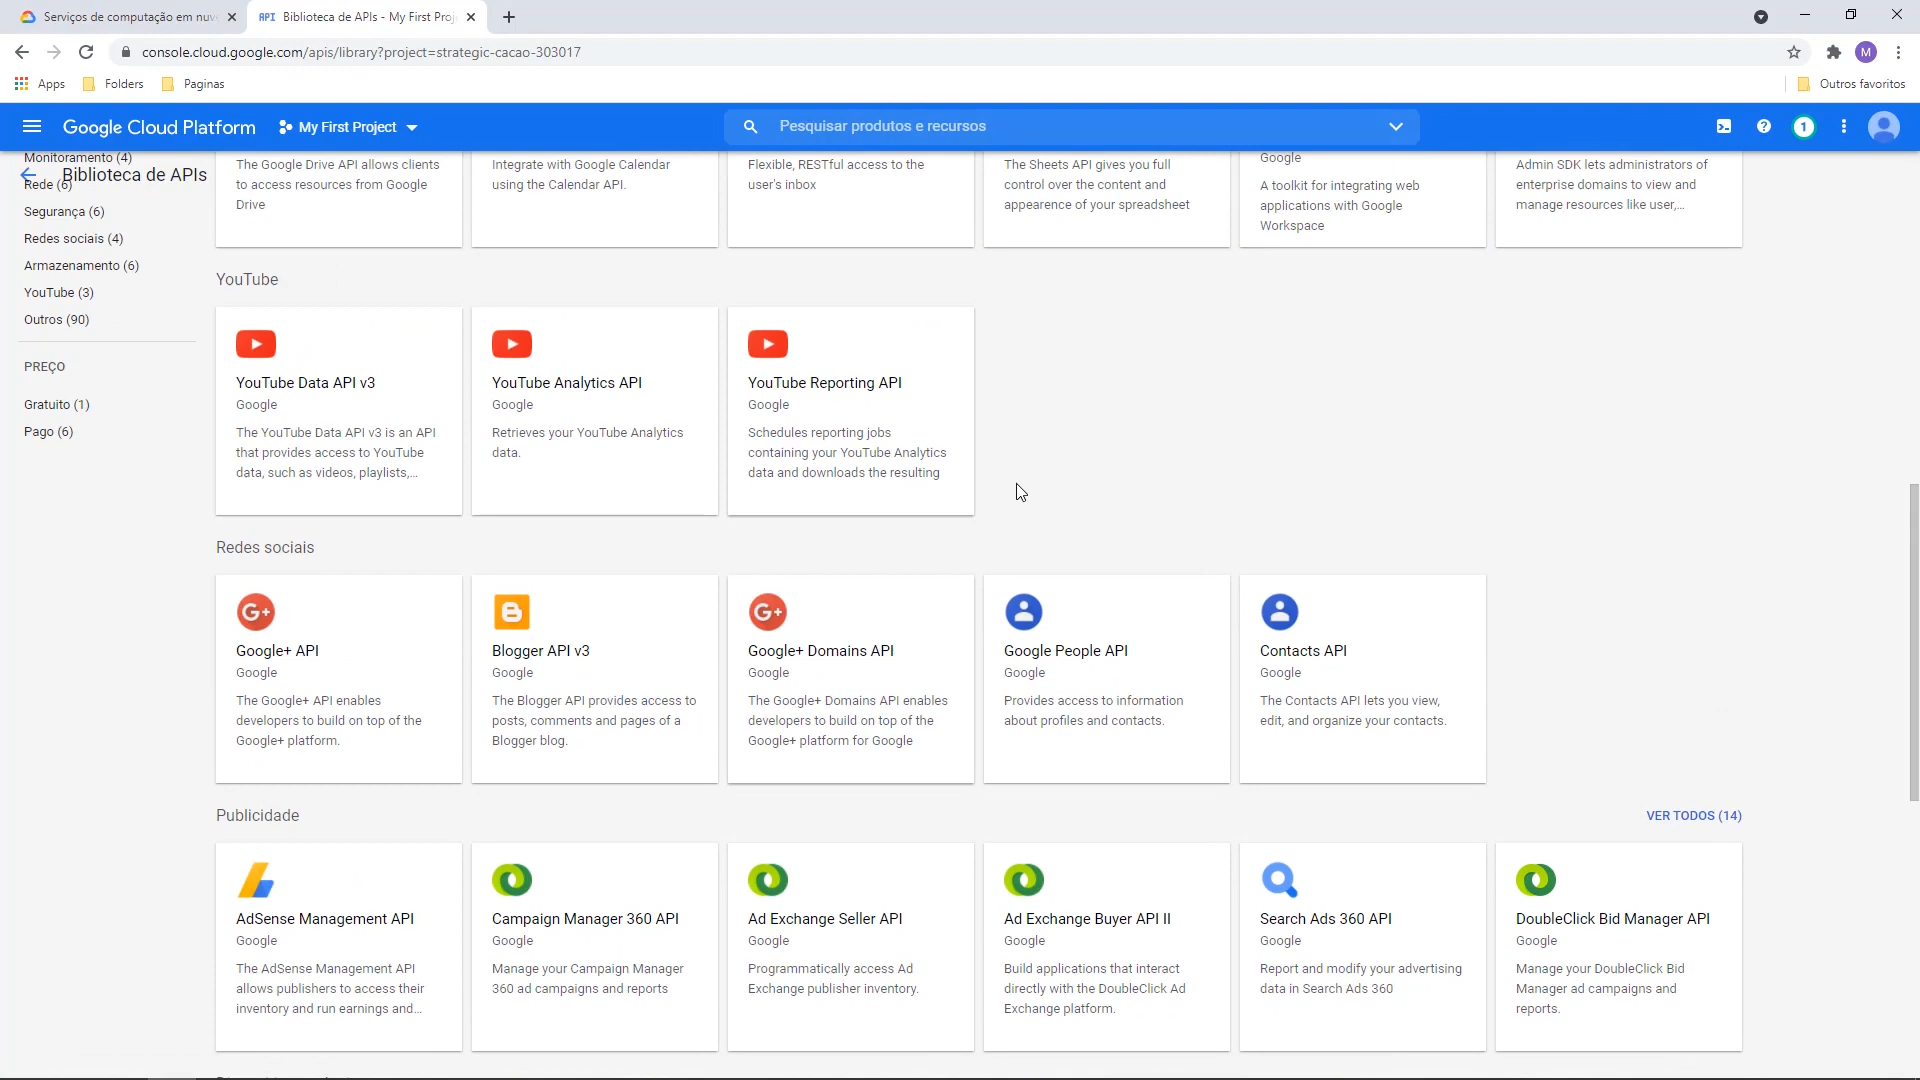 Serviços de computação em nuv
API Biblioteca de APIs - My First Proj
console.cloud.google.com/apis/library?project=strategic-cacao-303017
M
Apps
Folders
Paginas
Outros favoritos
Google Cloud Platform
My First Project
Pesquisar produtos e recursos
1
Biblioteca de APIs
Monitoramento (4)
Rede (6)
Segurança (6)
Redes sociais (4)
Armazenamento (6)
YouTube (3)
Outros (90)
PREÇO
Gratuito (1)
Pago (6)
The Google Drive API allows clients
to access resources from Google
Drive
Integrate with Google Calendar
using the Calendar API.
Flexible, RESTful access to the
user's inbox
The Sheets API gives you full
control over the content and
appearence of your spreadsheet
Google
A toolkit for integrating web
applications with Google
Workspace
Admin SDK lets administrators of
enterprise domains to view and
manage resources like user,...
YouTube
YouTube Data API v3
Google
The YouTube Data API v3 is an API
that provides access to YouTube
data, such as videos, playlists,...
YouTube Analytics API
Google
Retrieves your YouTube Analytics
data.
YouTube Reporting API
Google
Schedules reporting jobs
containing your YouTube Analytics
data and downloads the resulting
Redes sociais
G+
Google+ API
Google
The Google+ API enables
developers to build on top of the
Google+ platform.
Blogger API v3
Google
The Blogger API provides access to
posts, comments and pages of a
Blogger blog.
G+
Google+ Domains API
Google
The Google+ Domains API enables
developers to build on top of the
Google+ platform for Google
Google People API
Google
Provides access to information
about profiles and contacts.
Contacts API
Google
The Contacts API lets you view,
edit, and organize your contacts.
Publicidade
VER TODOS (14)
AdSense Management API
Google
The AdSense Management API
allows publishers to access their
inventory and run earnings and...
Campaign Manager 360 API
Google
Manage your Campaign Manager
360 ad campaigns and reports
Ad Exchange Seller API
Google
Programmatically access Ad
Exchange publisher inventory.
Ad Exchange Buyer API II
Google
Build applications that interact
directly with the DoubleClick Ad
Exchange platform.
Search Ads 360 API
Google
Report and modify your advertising
data in Search Ads 360
DoubleClick Bid Manager API
Google
Manage your DoubleClick Bid
Manager ad campaigns and
reports.